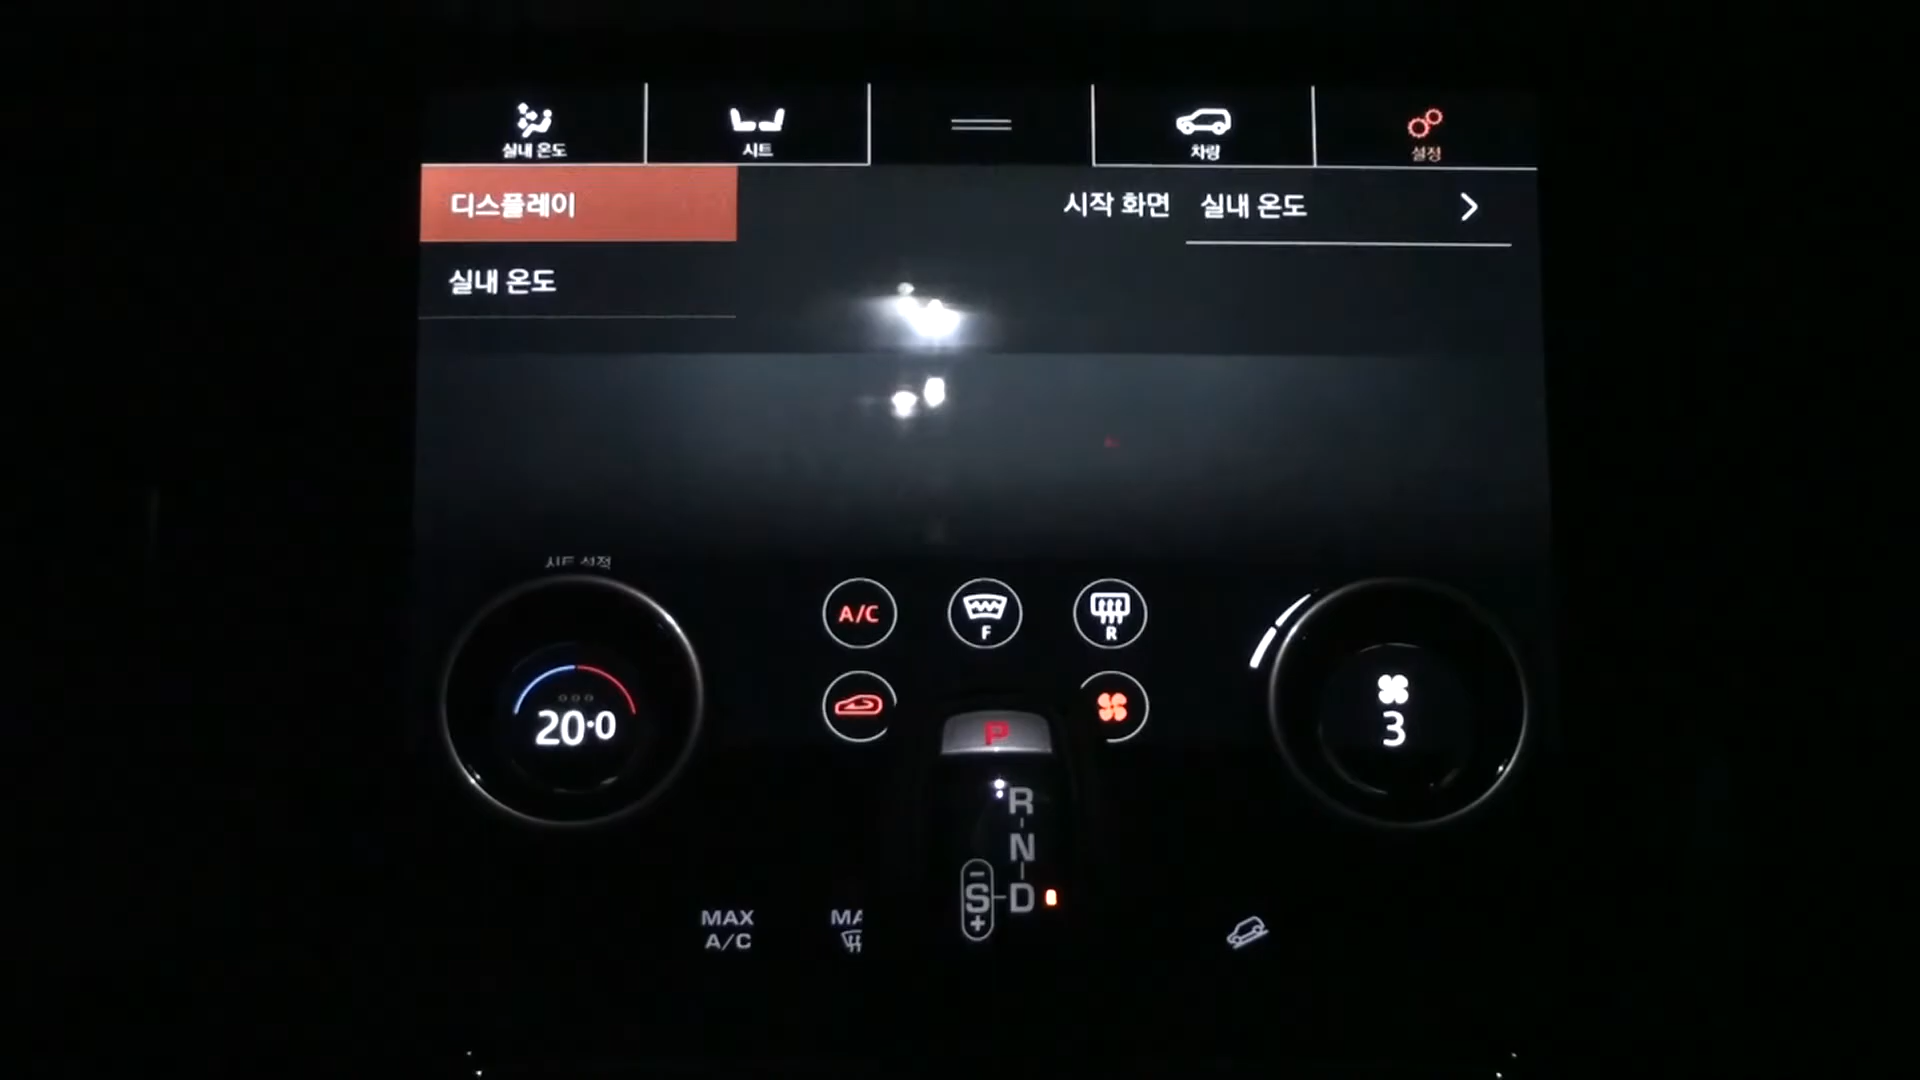 실내 온도
시트
차량
설정
디스플레이
시작 화면 실내 온도
실내 온도
A/C
F
R
20·0
3
P
R
N
S D
MAX
A/C
MA